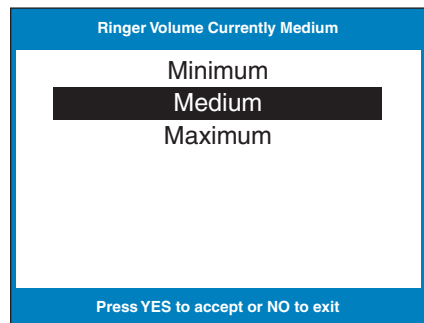 Ringer Volume Currently Medium
Minimum
Medium
Maximum
Press YES to accept or NO to exit